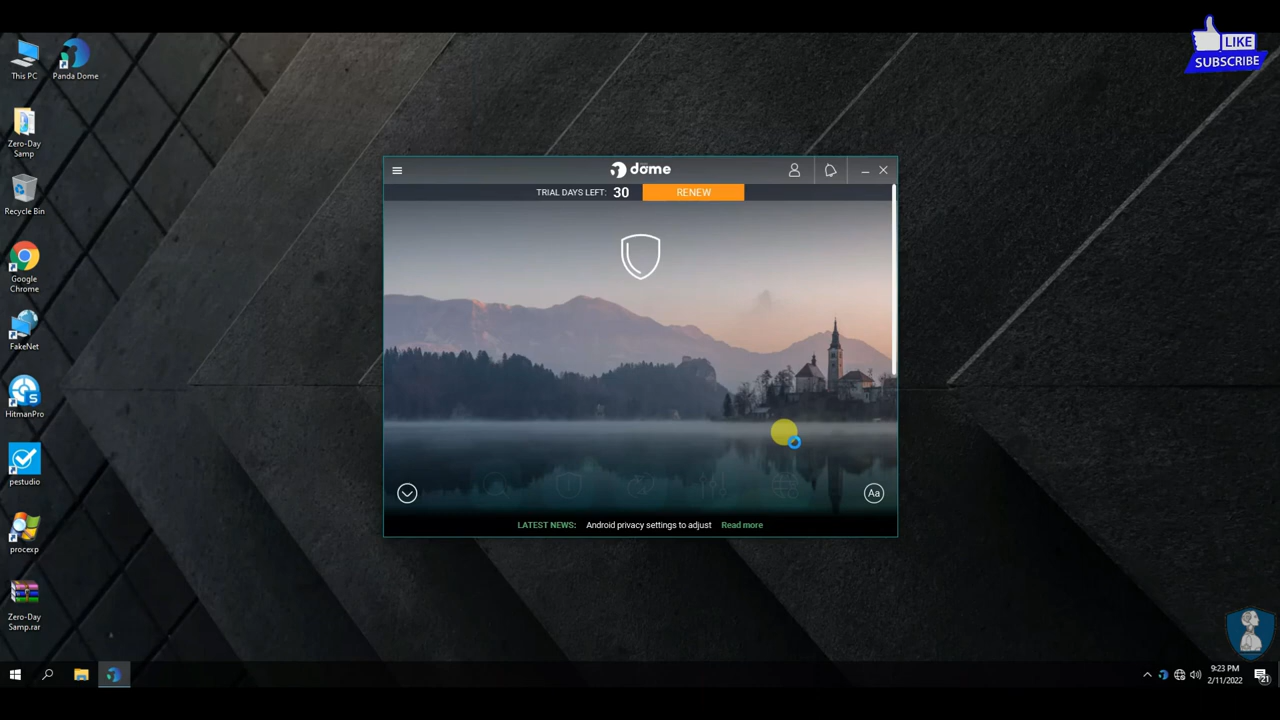 LIKE
SUBSCRIBE
This PC
Panda Dome
Zero-Day
Samp
Recycle Bin
Google
Chrome
FakeNet
HitmanPro
pestudio
procexp
Zero-Day
Samp.rar
dome
TRIAL DAYS LEFT: 30
RENEW
Aa
LATEST NEWS: Android privacy settings to adjust Read more
9:23 PM
2/11/2022
21